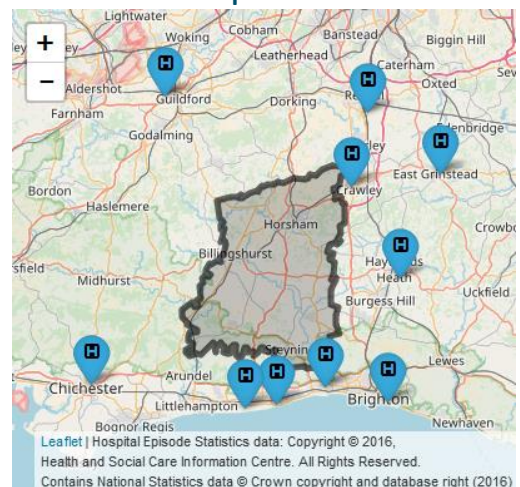 Lightwater
Woking
Banstead
Biggin Hill
+
Leatherhead
Caterham
Oxted
H
H
−
Aldershot
Guildford
Dorking
Farnham
H
Godalming
H
East Grinstead
Crawley
Bordon
Haslemere
Horsham
Billingshurst
H
Heath
Midhurst
Uckfield
Burgess Hill
Steyning
Lewes
H
H
H
H
H
Arundel
Chichester
Littlehampton
Brighton
Newhaven
Bognor Regis
Leaflet | Hospital Episode Statistics data: Copyright © 2016,
Health and Social Care Information Centre. All Rights Reserved.
Contains National Statistics data © Crown copyright and database right (2016)